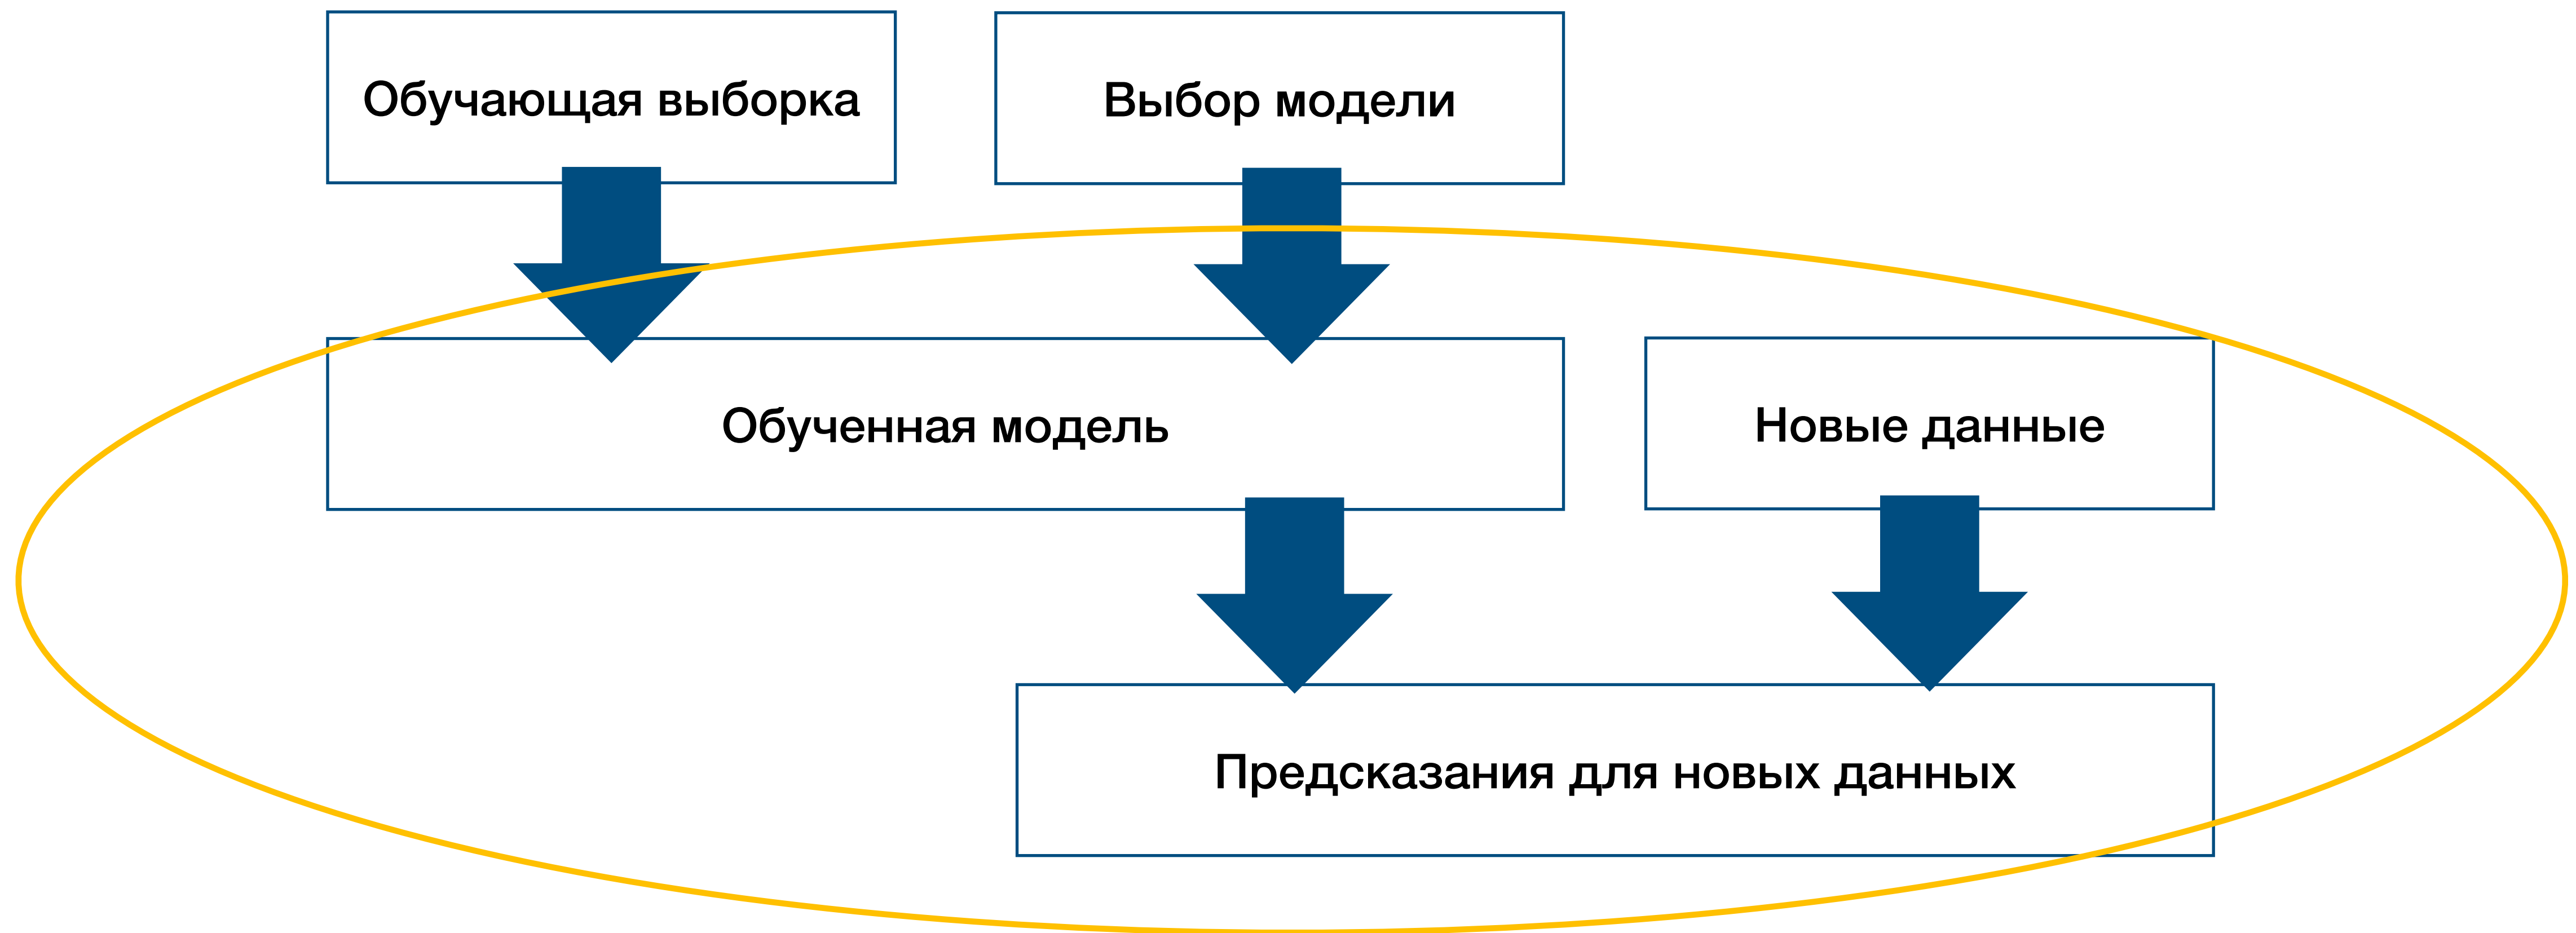 Обучающая выборка
Выбор модели
Обученная модель
Новые данные
Предсказания для новых данных